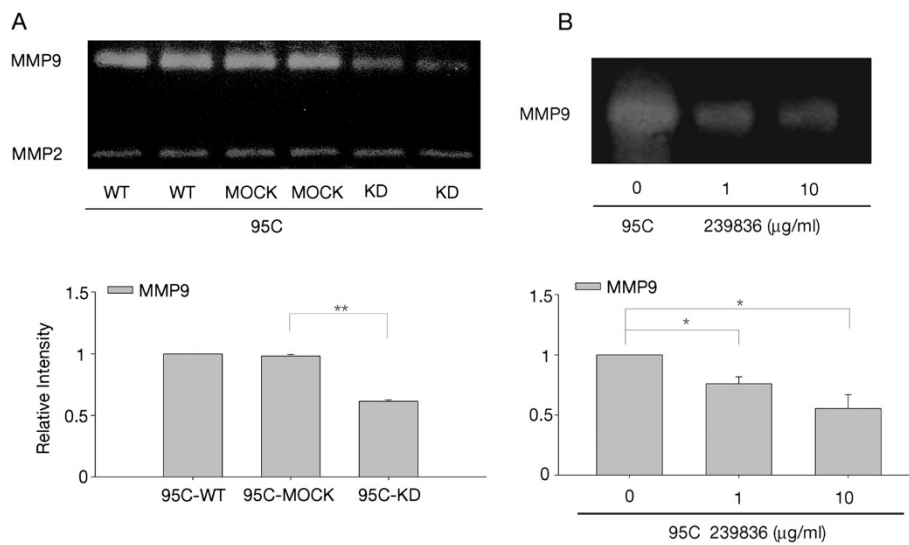 A
MMP9
MMP2
WT WT MOCK MOCK KD KD
95C
1.5
MMP9
**
1
0.5
0
Relative Intensity
95C-WT 95C-MOCK 95C-KD
B
MMP9
0 1 10
95C 239836 (μg/ml)
1.5
MMP9
*
*
1
0.5
0
0 1 10
95C 239836 (μg/ml)